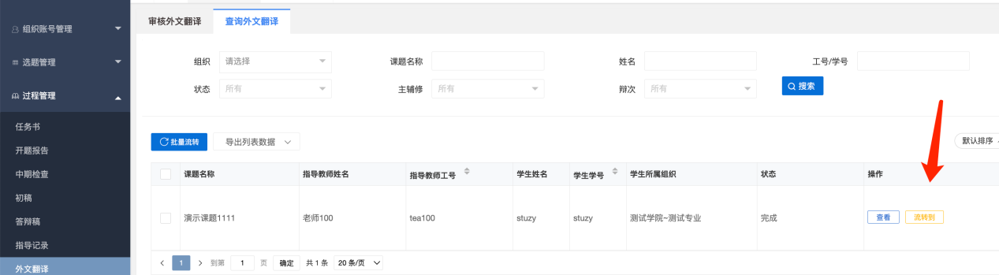 审核外文翻译 查询外文翻译
组织账号管理
选题管理
过程管理
任务书
开题报告
中期检查
初稿
答辩稿
指导记录
外文翻译
组织 请选择 课题名称 姓名 工号/学号
状态 所有 主辅修 所有 辩次 所有 搜索
批量流转 导出列表数据 默认排序
课题名称 指导教师姓名 指导教师工号 学生姓名 学生学号 学生所属组织 状态 操作
演示课题1111 老师100 tea100 stuzy stuzy 测试学院~测试专业 完成 查看 流转到
< 1 > 到第 1 页 确定 共 1 条 20 条/页